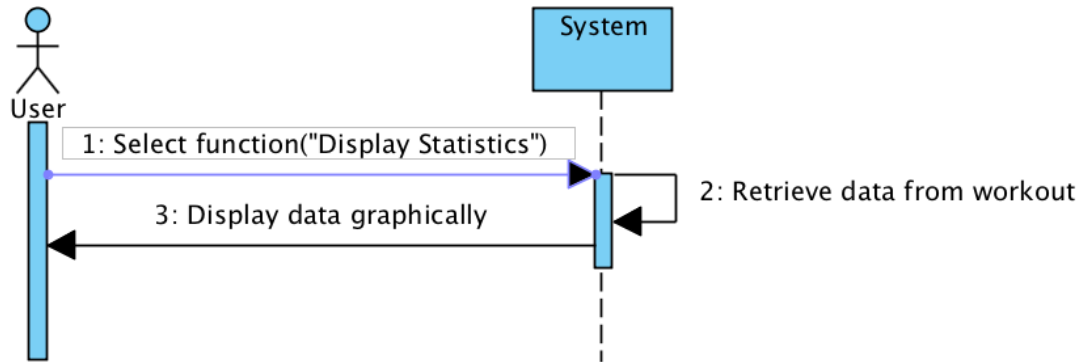 System
User
1: Select function("Display Statistics")
2: Retrieve data from workout
3: Display data graphically